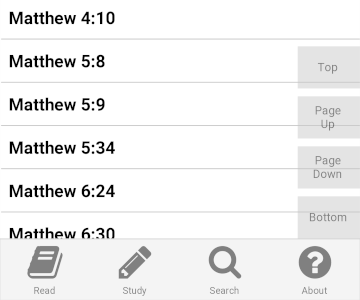 Matthew 4:10
Matthew 5:8
Top
Matthew 5:9
Page
Up
Matthew 5:34
Page
Down
Matthew 6:24
Bottom
Matthew 6:30
Read
Study
Search
About